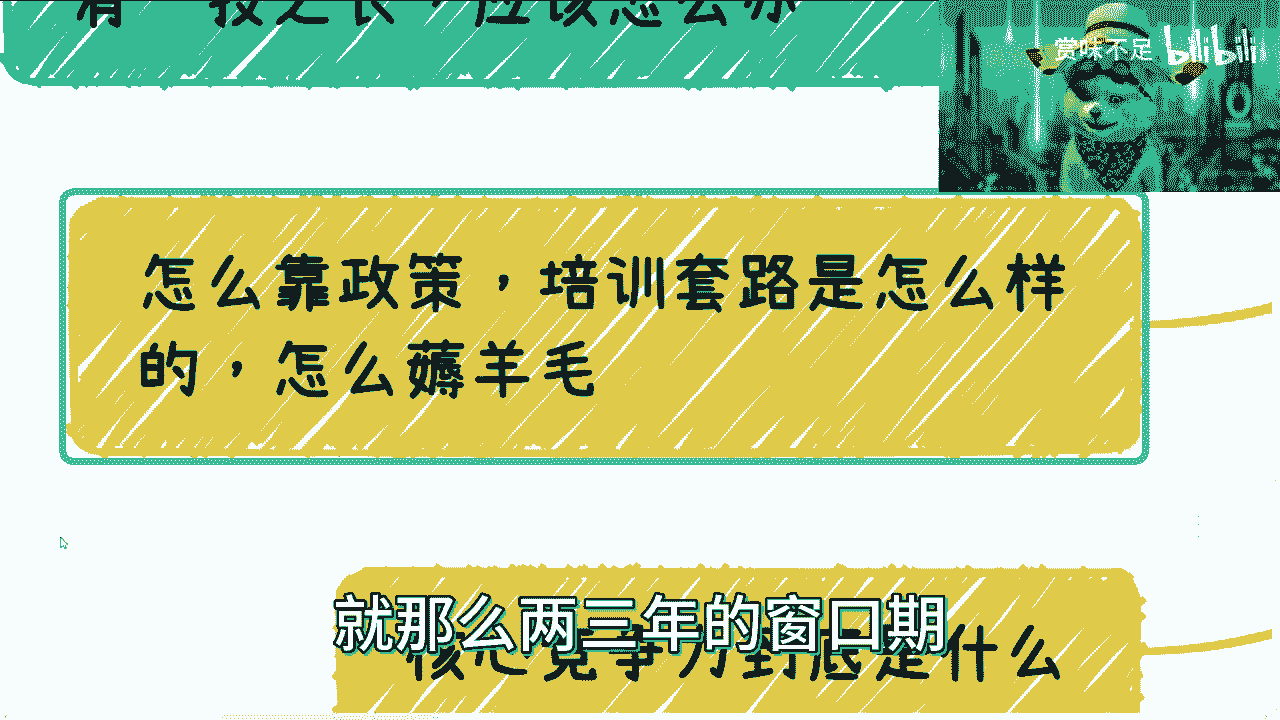 有一技之长，应该怎么办
赏味不足 bilibili
怎么靠政策，培训套路是怎么样
的，怎么薅羊毛
就那么两三年的窗口期
核心竞争力到底是什么